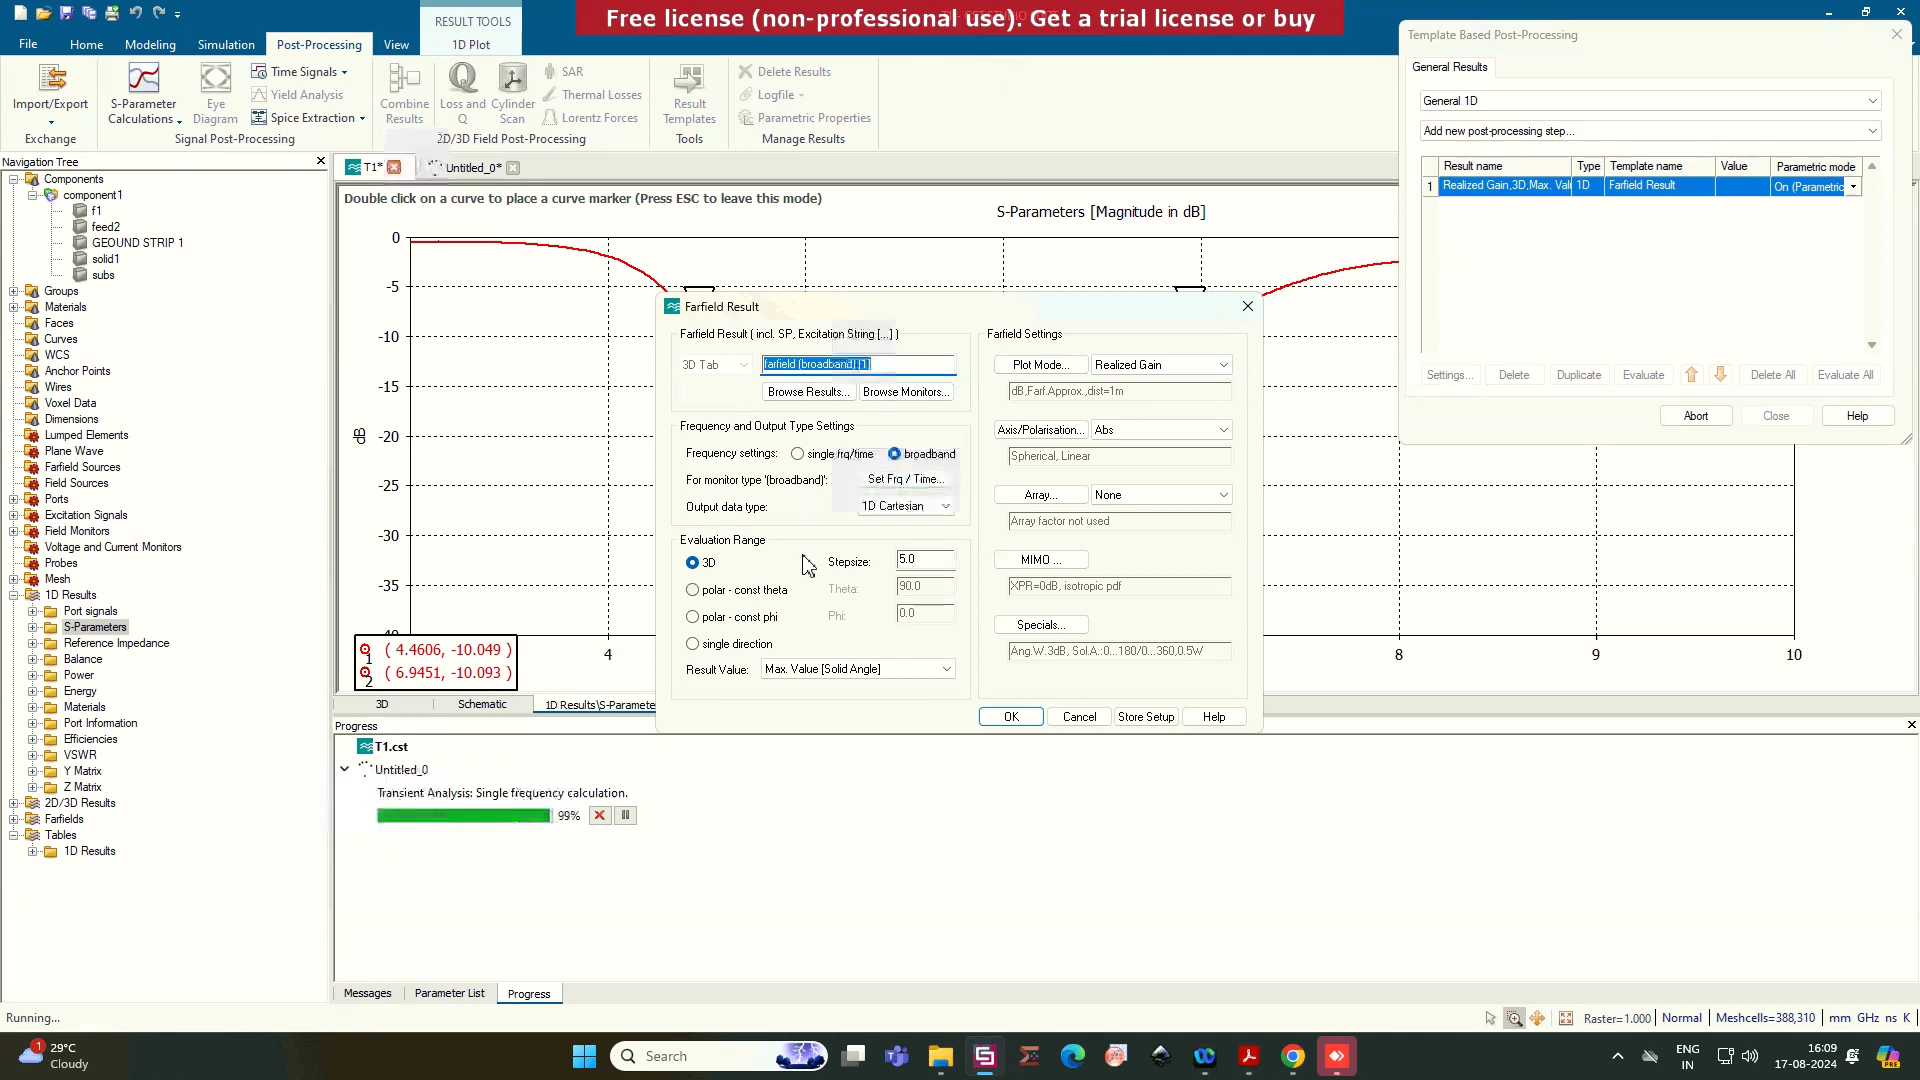 RESULT TOOLS
Free license (non-professional use). Get a trial license or buy
File Home Modeling Simulation Post-Processing View 1D Plot
Import/Export
Exchange
S-Parameter Calculations
Eye Diagram
Time Signals
Yield Analysis
Spice Extraction
Signal Post-Processing
Combine Results
Loss and Q
Cylinder Scan
SAR
Thermal Losses
Lorentz Forces
2D/3D Field Post-Processing
Result Templates
Tools
Delete Results
Logfile
Parametric Properties
Manage Results
Template Based Post-Processing
General Results
General 1D
Add new post-processing step...
Result name Type Template name Value Parametric mode
1 Realized Gain,3D,Max. Val 1D Farfield Result On (Parametric
Settings... Delete Duplicate Evaluate Delete All Evaluate All
Abort Close Help
Navigation Tree
Components
component1
f1
feed2
GEOUND STRIP 1
solid1
subs
Groups
Materials
Faces
Curves
WCS
Anchor Points
Wires
Voxel Data
Dimensions
Lumped Elements
Plane Wave
Farfield Sources
Field Sources
Ports
Excitation Signals
Field Monitors
Voltage and Current Monitors
Probes
Mesh
1D Results
Port signals
S-Parameters
Reference Impedance
Balance
Power
Energy
Materials
Port Information
Efficiencies
VSWR
Y Matrix
Z Matrix
2D/3D Results
Farfields
Tables
1D Results
T1* Untitled_0*
Double click on a curve to place a curve marker (Press ESC to leave this mode)
S-Parameters [Magnitude in dB]
0
-5
-10
-15
-20
-25
-30
-35
-40
dB
4 8 9 10
1 ( 4.4606, -10.049 )
2 ( 6.9451, -10.093 )
3D Schematic 1D Results\S-Paramete
Farfield Result
Farfield Result ( incl. SP, Excitation String [...] )
3D Tab farfield (broadband) [1]
Browse Results... Browse Monitors...
Frequency and Output Type Settings
Frequency settings: single frq/time broadband
For monitor type '(broadband)': Set Frq / Time...
Output data type: 1D Cartesian
Evaluation Range
3D Stepsize: 5.0
polar - const theta Theta: 90.0
polar - const phi Phi: 0.0
single direction
Result Value: Max. Value [Solid Angle]
Farfield Settings
Plot Mode... Realized Gain
dB,Farf.Approx.,dist=1m
Axis/Polarisation... Abs
Spherical, Linear
Array... None
Array factor not used
MIMO ...
XPR=0dB, isotropic pdf
Specials...
Ang.W.3dB, Sol.A.:0...180/0...360,0.5W
OK Cancel Store Setup Help
Progress
T1.cst
Untitled_0
Transient Analysis: Single frequency calculation.
99%
Messages Parameter List Progress
Running...
Raster=1.000 Normal Meshcells=388,310 mm GHz ns K
1
29°C
Cloudy
Search
ENG
IN
16:09
17-08-2024
PRE